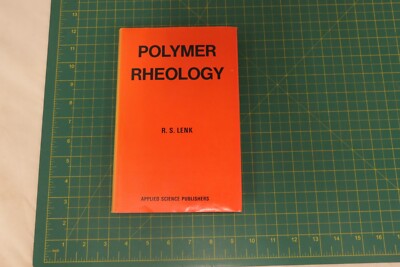 POLYMER
RHEOLOGY
R. S. LENK
APPLIED SCIENCE PUBLISHERS